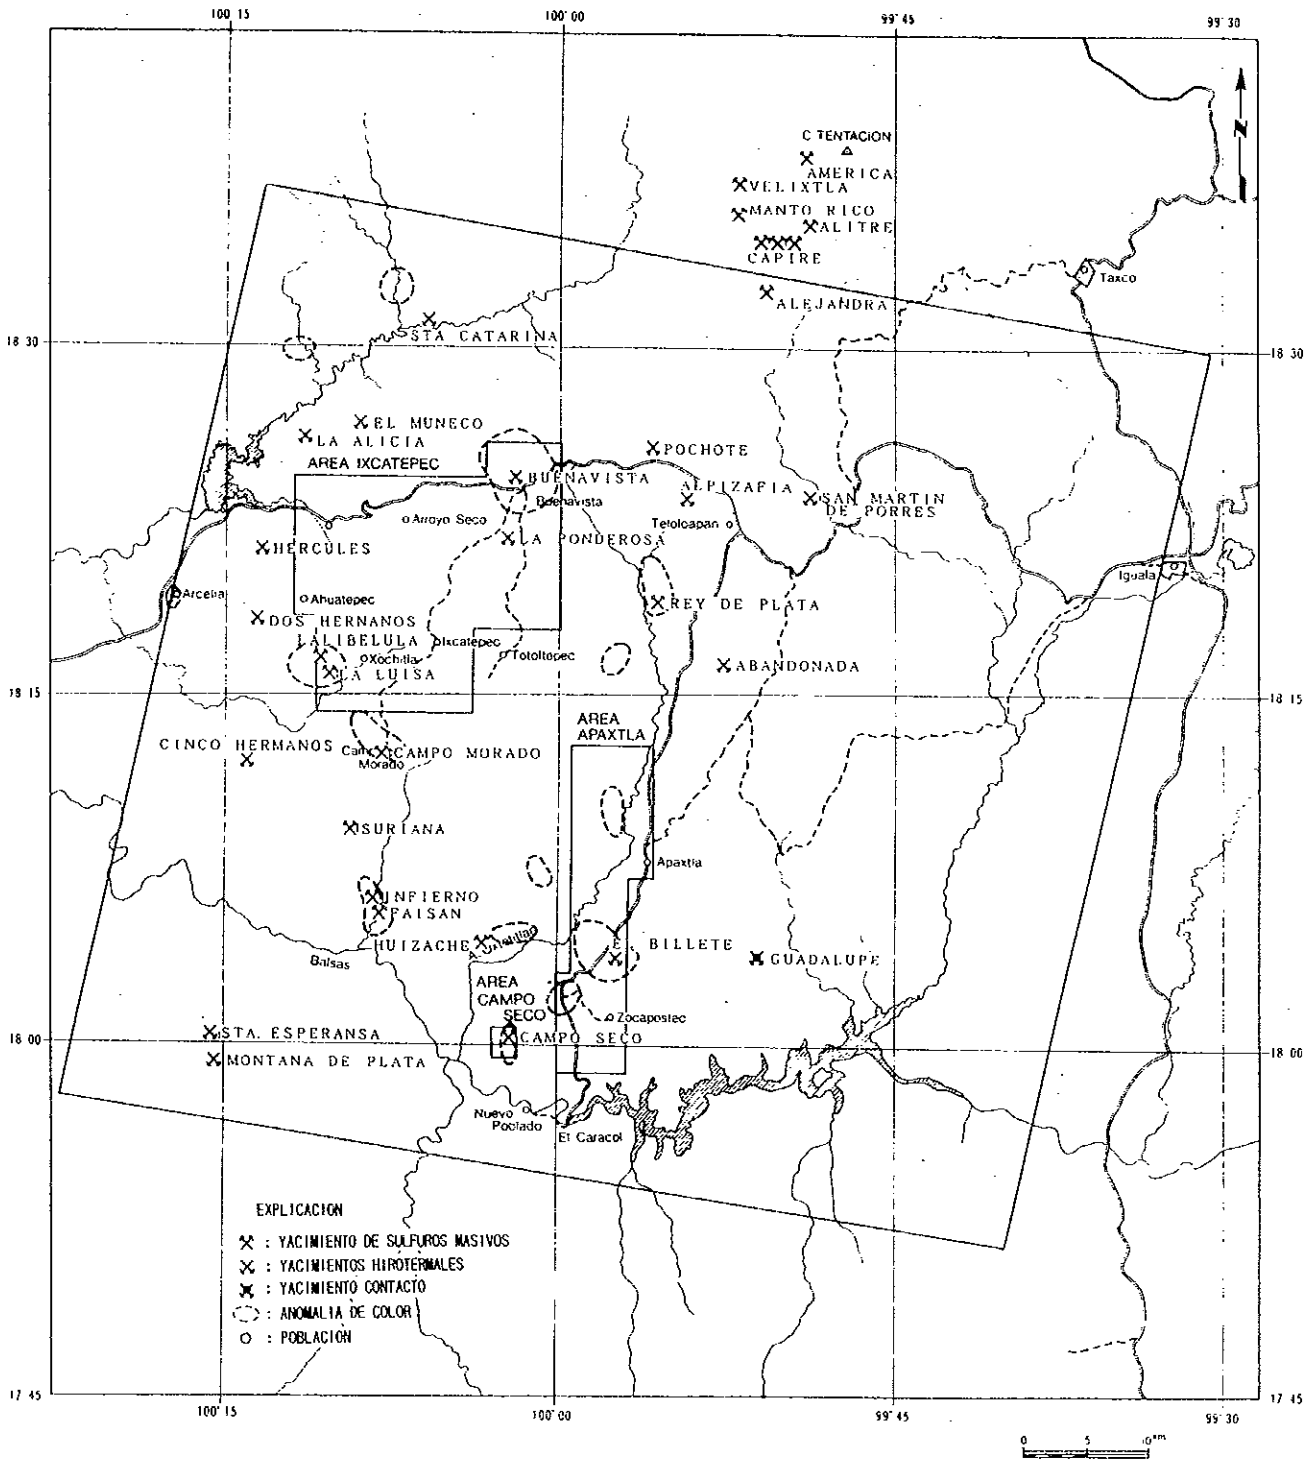 100° 15
100° 00
99° 45
99° 30
N
C TENTACION
AMERICA
VELIXTLA
MANTO RICO
ALITRE
CAPIRE
ALEJANDRA
Taxco
STA CATARINA
18 30
18 30
EL MUNECO
LA ALICIA
AREA IXCATEPEC
POCHOTE
BUENAVISTA
Buenavista
ALPIZAFIA
SAN MARTIN
DE PORRES
Arroyo Seco
Teloloapan
LA PONDEROSA
HERCULES
Iguala
Arcelia
Ahuatepec
REY DE PLATA
DOS HERNANOS
LALIBELULA
Ixcatepec
Xochitla
Totoltepec
ABANDONADA
LA LUISA
18 15
18 15
AREA
APAXTLA
CINCO HERMANOS
CAMPO MORADO
Morado
SURIANA
Apaxtla
INFIERNO
FAISAN
HUIZACHE
E BILLETE
GUADALUPE
Balsas
AREA
CAMPO
SECO
Zocapostec
STA. ESPERANSA
CAMPO SECO
18 00
18 00
MONTANA DE PLATA
Nuevo
Poblado
El Caracol
EXPLICACION
: YACIMIENTO DE SULFUROS MASIVOS
: YACIMIENTOS HIROTERMALES
: YACIMIENTO CONTACTO
: ANOMALIA DE COLOR
: POBLACION
17 45
17 45
100° 15
100° 00
99° 45
99° 30
0 5 10 km